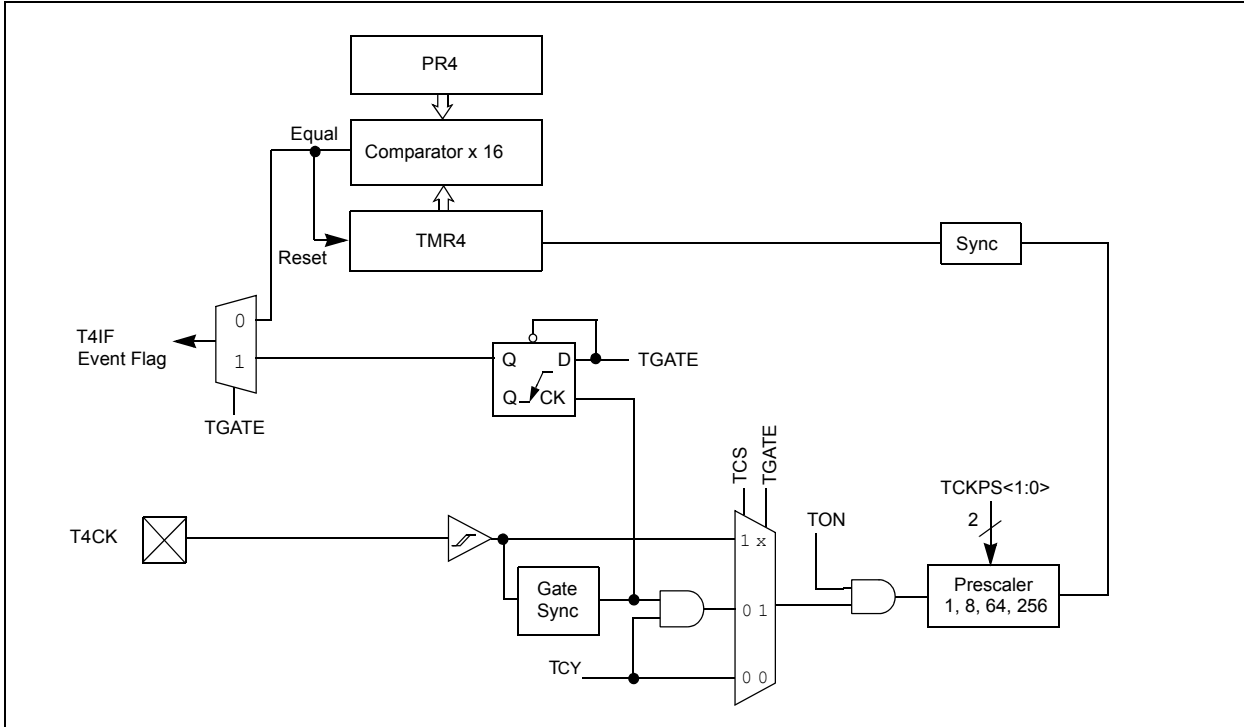 PR4
Equal
Comparator x 16
TMR4
Reset
Sync
0
T4IF
Event Flag
1
TGATE
Q
D
TGATE
Q
CK
TCS
TGATE
TCKPS<1:0>
2
TON
T4CK
1 x
Prescaler
1, 8, 64, 256
Gate
Sync
0 1
TCY
0 0